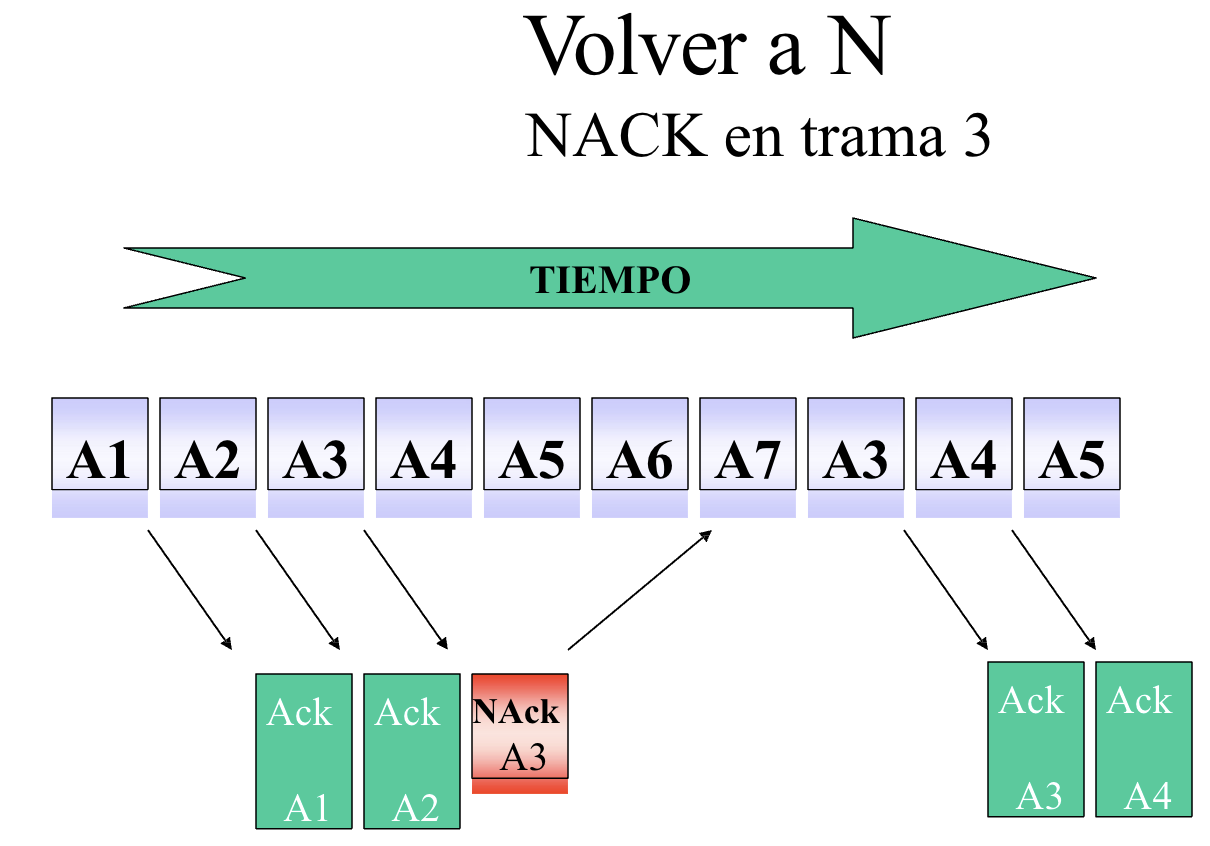 Volver a N
NACK en trama 3
TIEMPO
A1 A2 A3 A4 A5 A6 A7 A3 A4 A5
Ack Ack NAck Ack Ack
A1 A2 A3 A3 A4